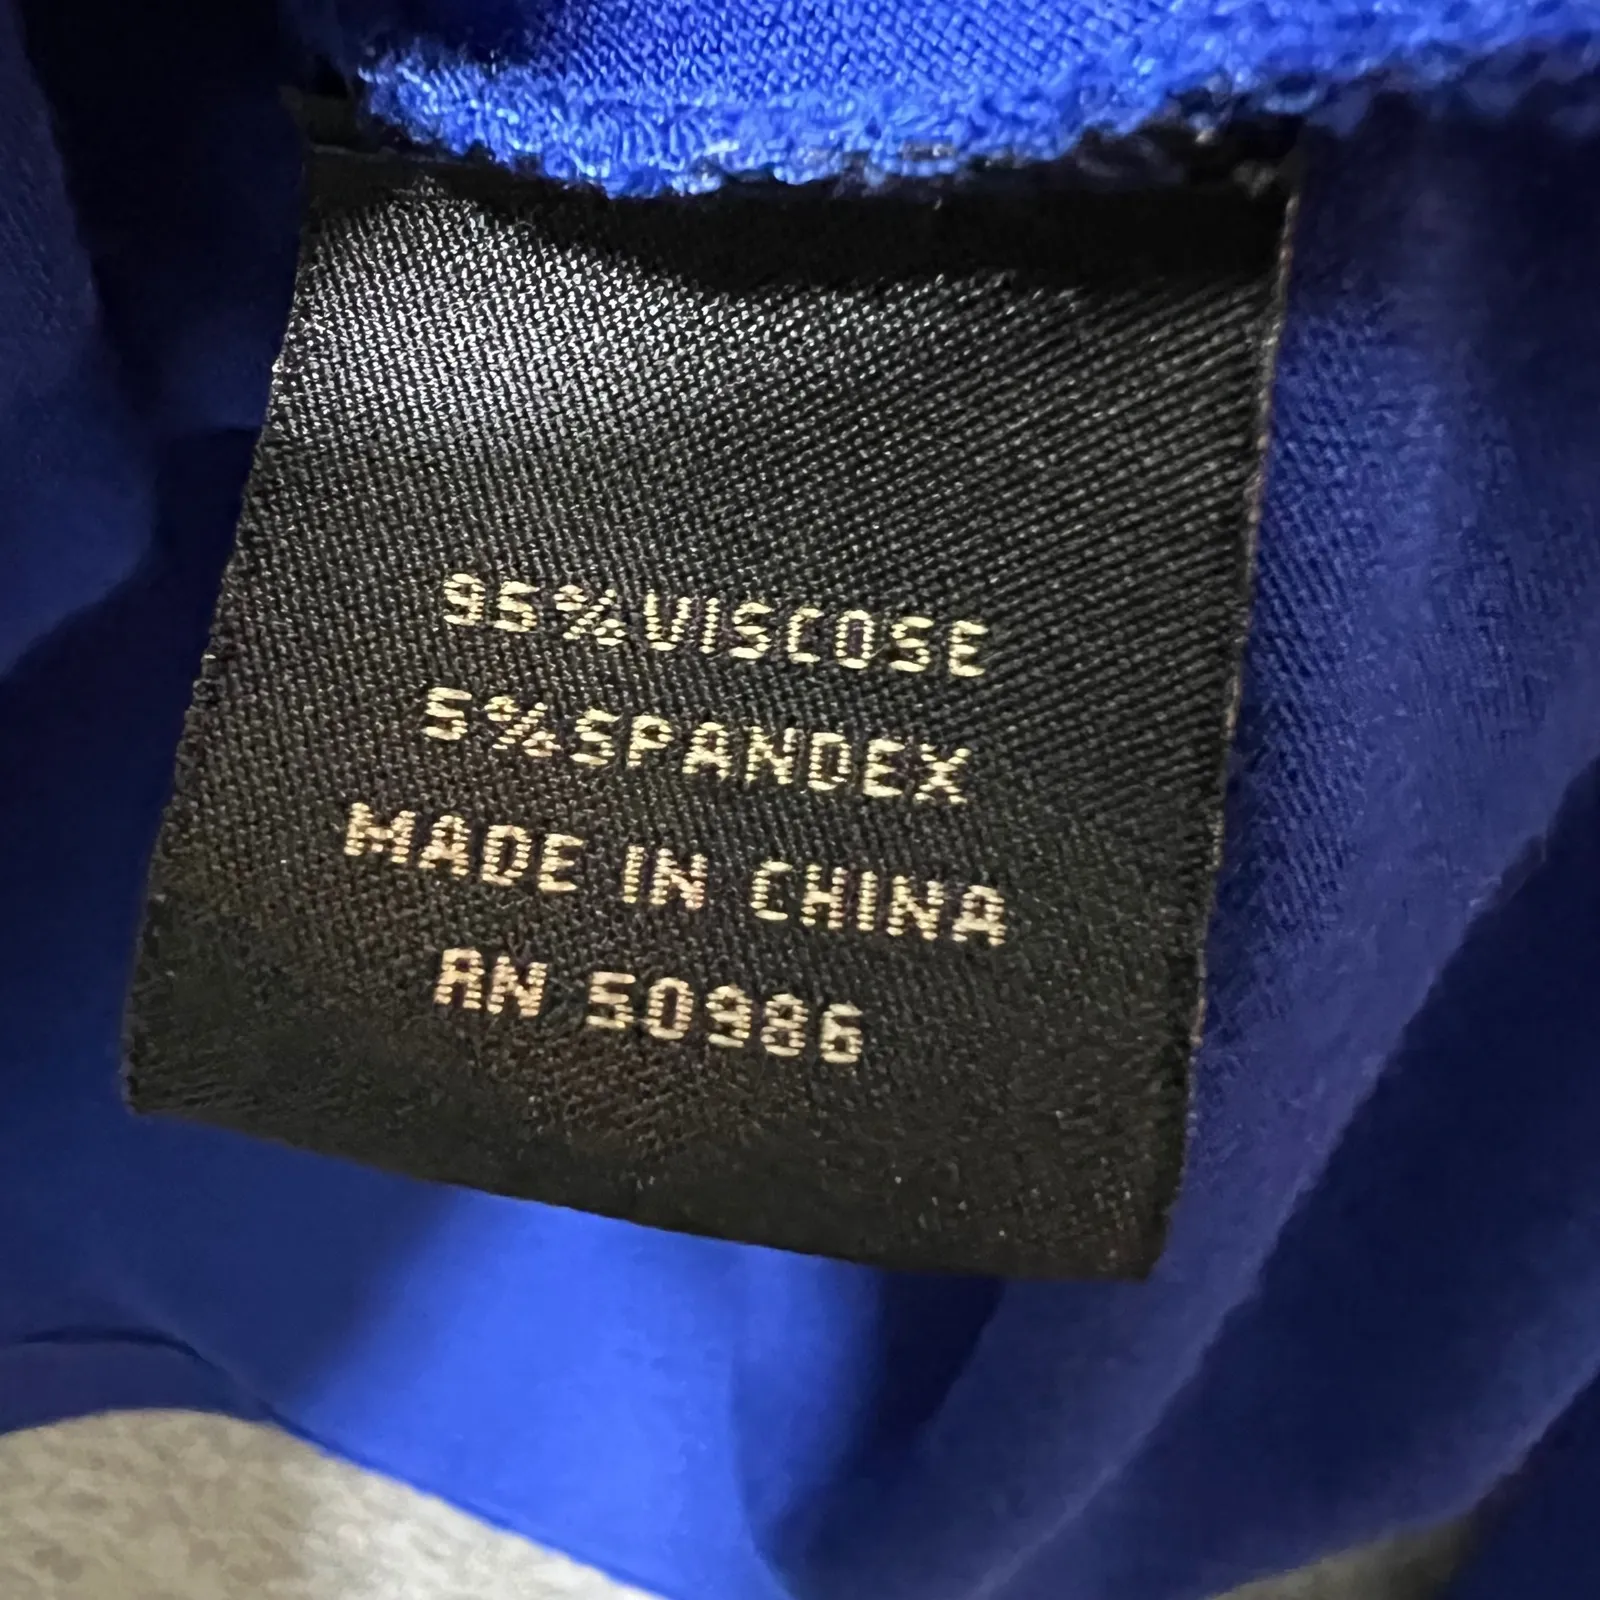 95%VISCOSE
5%SPANDEX
MADE IN CHINA
RN 50986